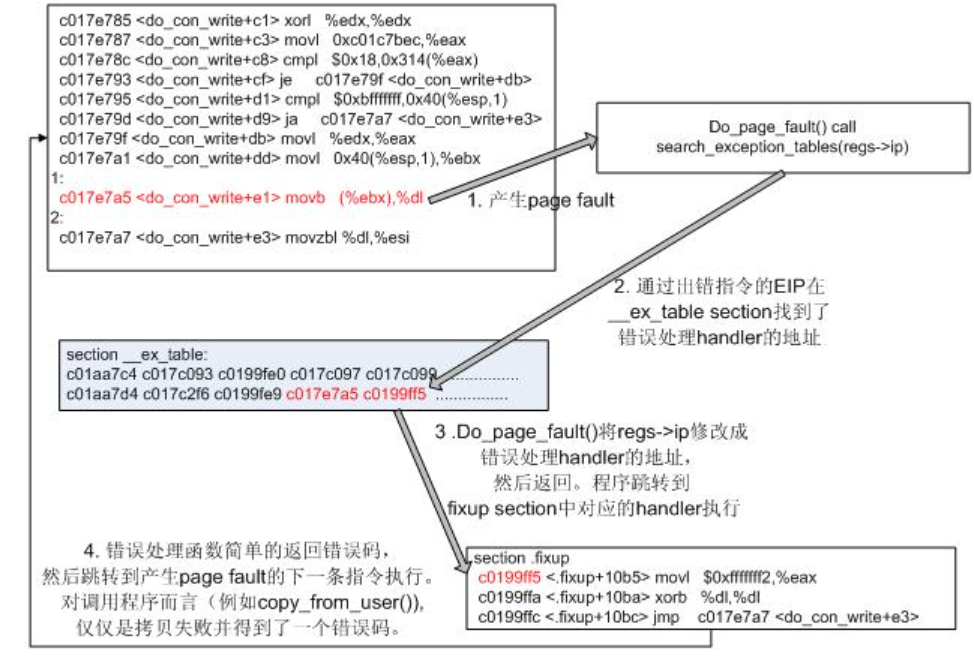 c017e785 <do_con_write+c1> xorl %edx,%edx
c017e787 <do_con_write+c3> movl 0xc01c7bec,%eax
c017e78c <do_con_write+c8> cmpl $0x18,0x314(%eax)
c017e793 <do_con_write+cf> je c017e79f <do_con_write+db>
c017e795 <do_con_write+d1> cmpl $0xbfffffff,0x40(%esp,1)
c017e79d <do_con_write+d9> ja c017e7a7 <do_con_write+e3>
c017e79f <do_con_write+db> movl %edx,%eax
c017e7a1 <do_con_write+dd> movl 0x40(%esp,1),%ebx
1:
c017e7a5 <do_con_write+e1> movb (%ebx),%dl
2:
c017e7a7 <do_con_write+e3> movzbl %dl,%esi
Do_page_fault() call
search_exception_tables(regs->ip)
1. 产生page fault
2. 通过出错指令的EIP在
__ex_table section找到了
错误处理handler的地址
section __ex_table:
c01aa7c4 c017c093 c0199fe0 c017c097 c017c099 ................
c01aa7d4 c017c2f6 c0199fe9 c017e7a5 c0199ff5 ................
3 .Do_page_fault()将regs->ip修改成
错误处理handler的地址，
然后返回。程序跳转到
fixup section中对应的handler执行
4. 错误处理函数简单的返回错误码，
然后跳转到产生page fault的下一条指令执行。
对调用程序而言（例如copy_from_user()),
仅仅是拷贝失败并得到了一个错误码。
section .fixup
c0199ff5 <.fixup+10b5> movl $0xfffffff2,%eax
c0199ffa <.fixup+10ba> xorb %dl,%dl
c0199ffc <.fixup+10bc> jmp c017e7a7 <do_con_write+e3>